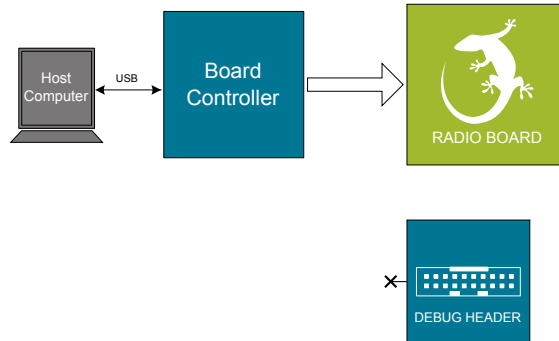 Host
Computer
USB
Board
Controller
RADIO BOARD
DEBUG HEADER